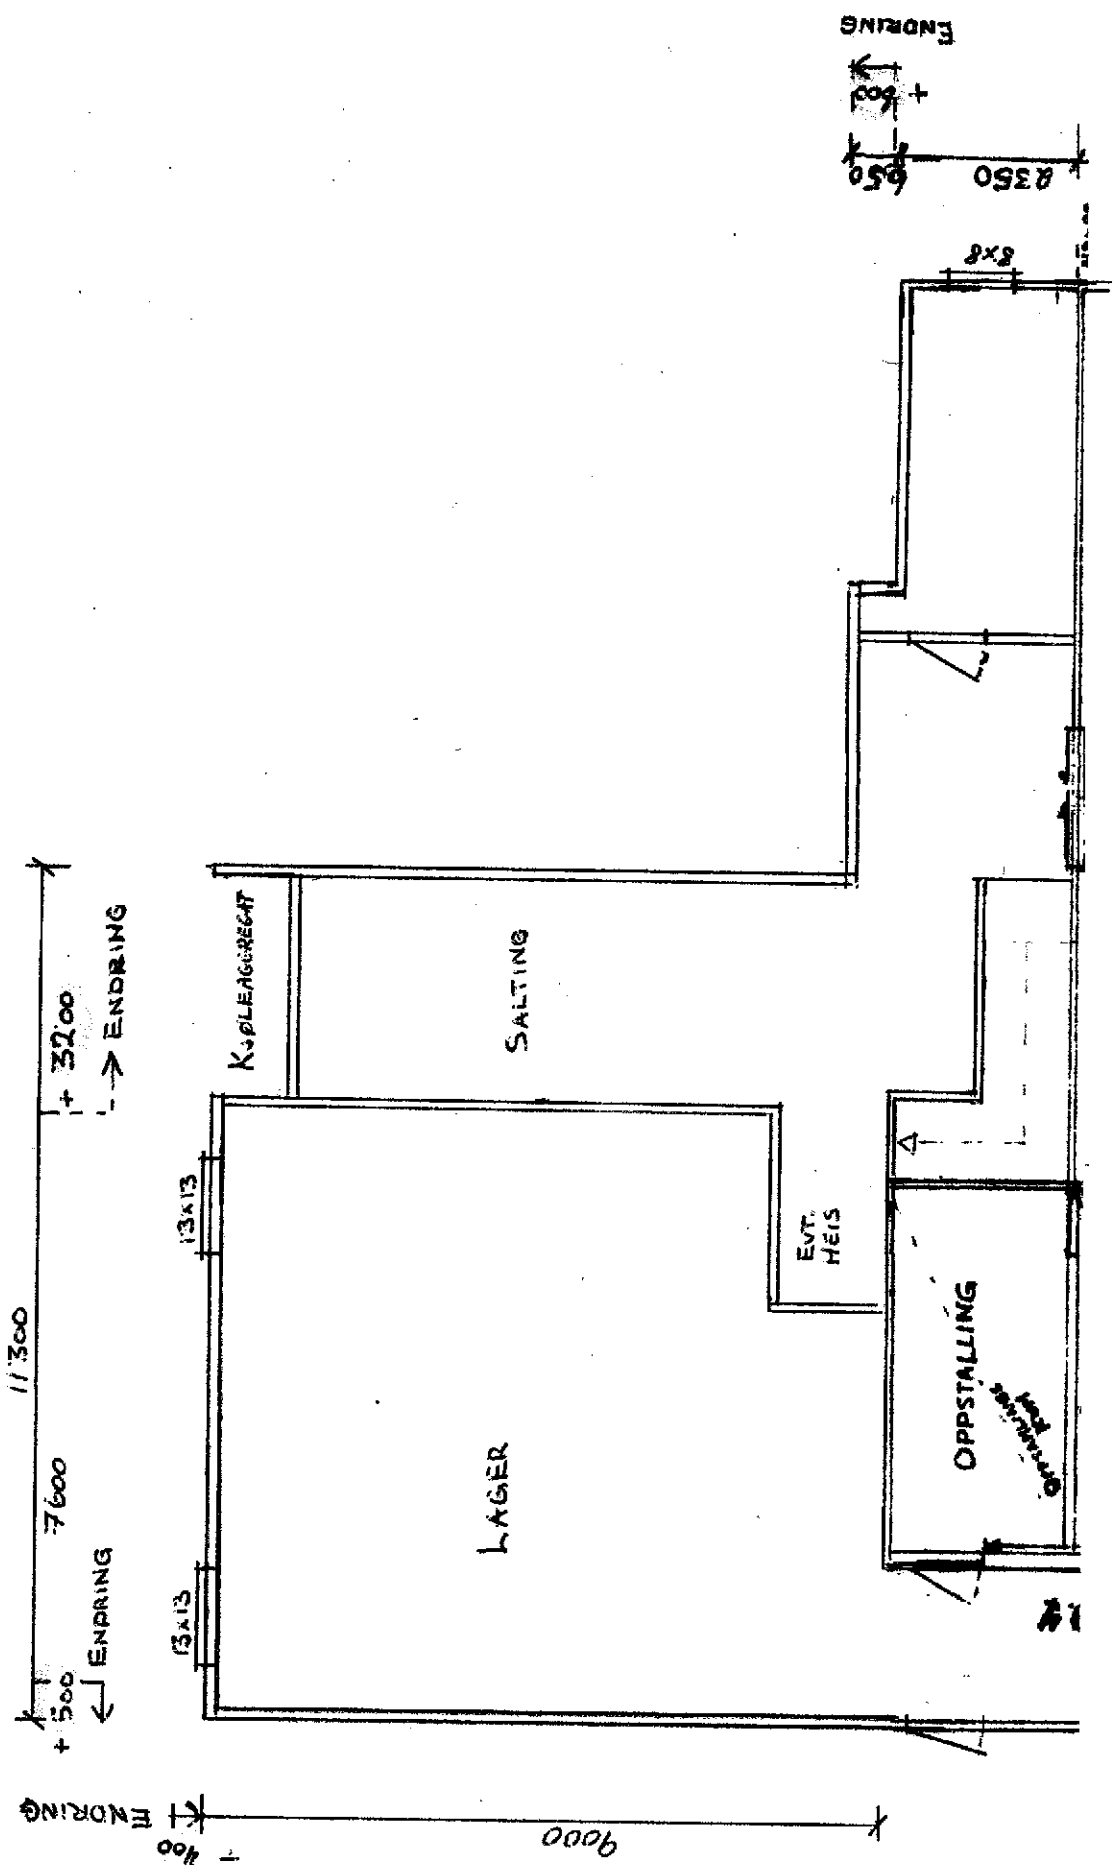 11300
+ 500
7600
+ 3200
ENDRING
ENDRING
13x13
13x13
KJØLEAGGREGAT
SALTING
LAGER
EVT.
HEIS
OPPSTALLING
ENDRING
- 400
9000
ENDRING
+ 600
650
2350
8x8